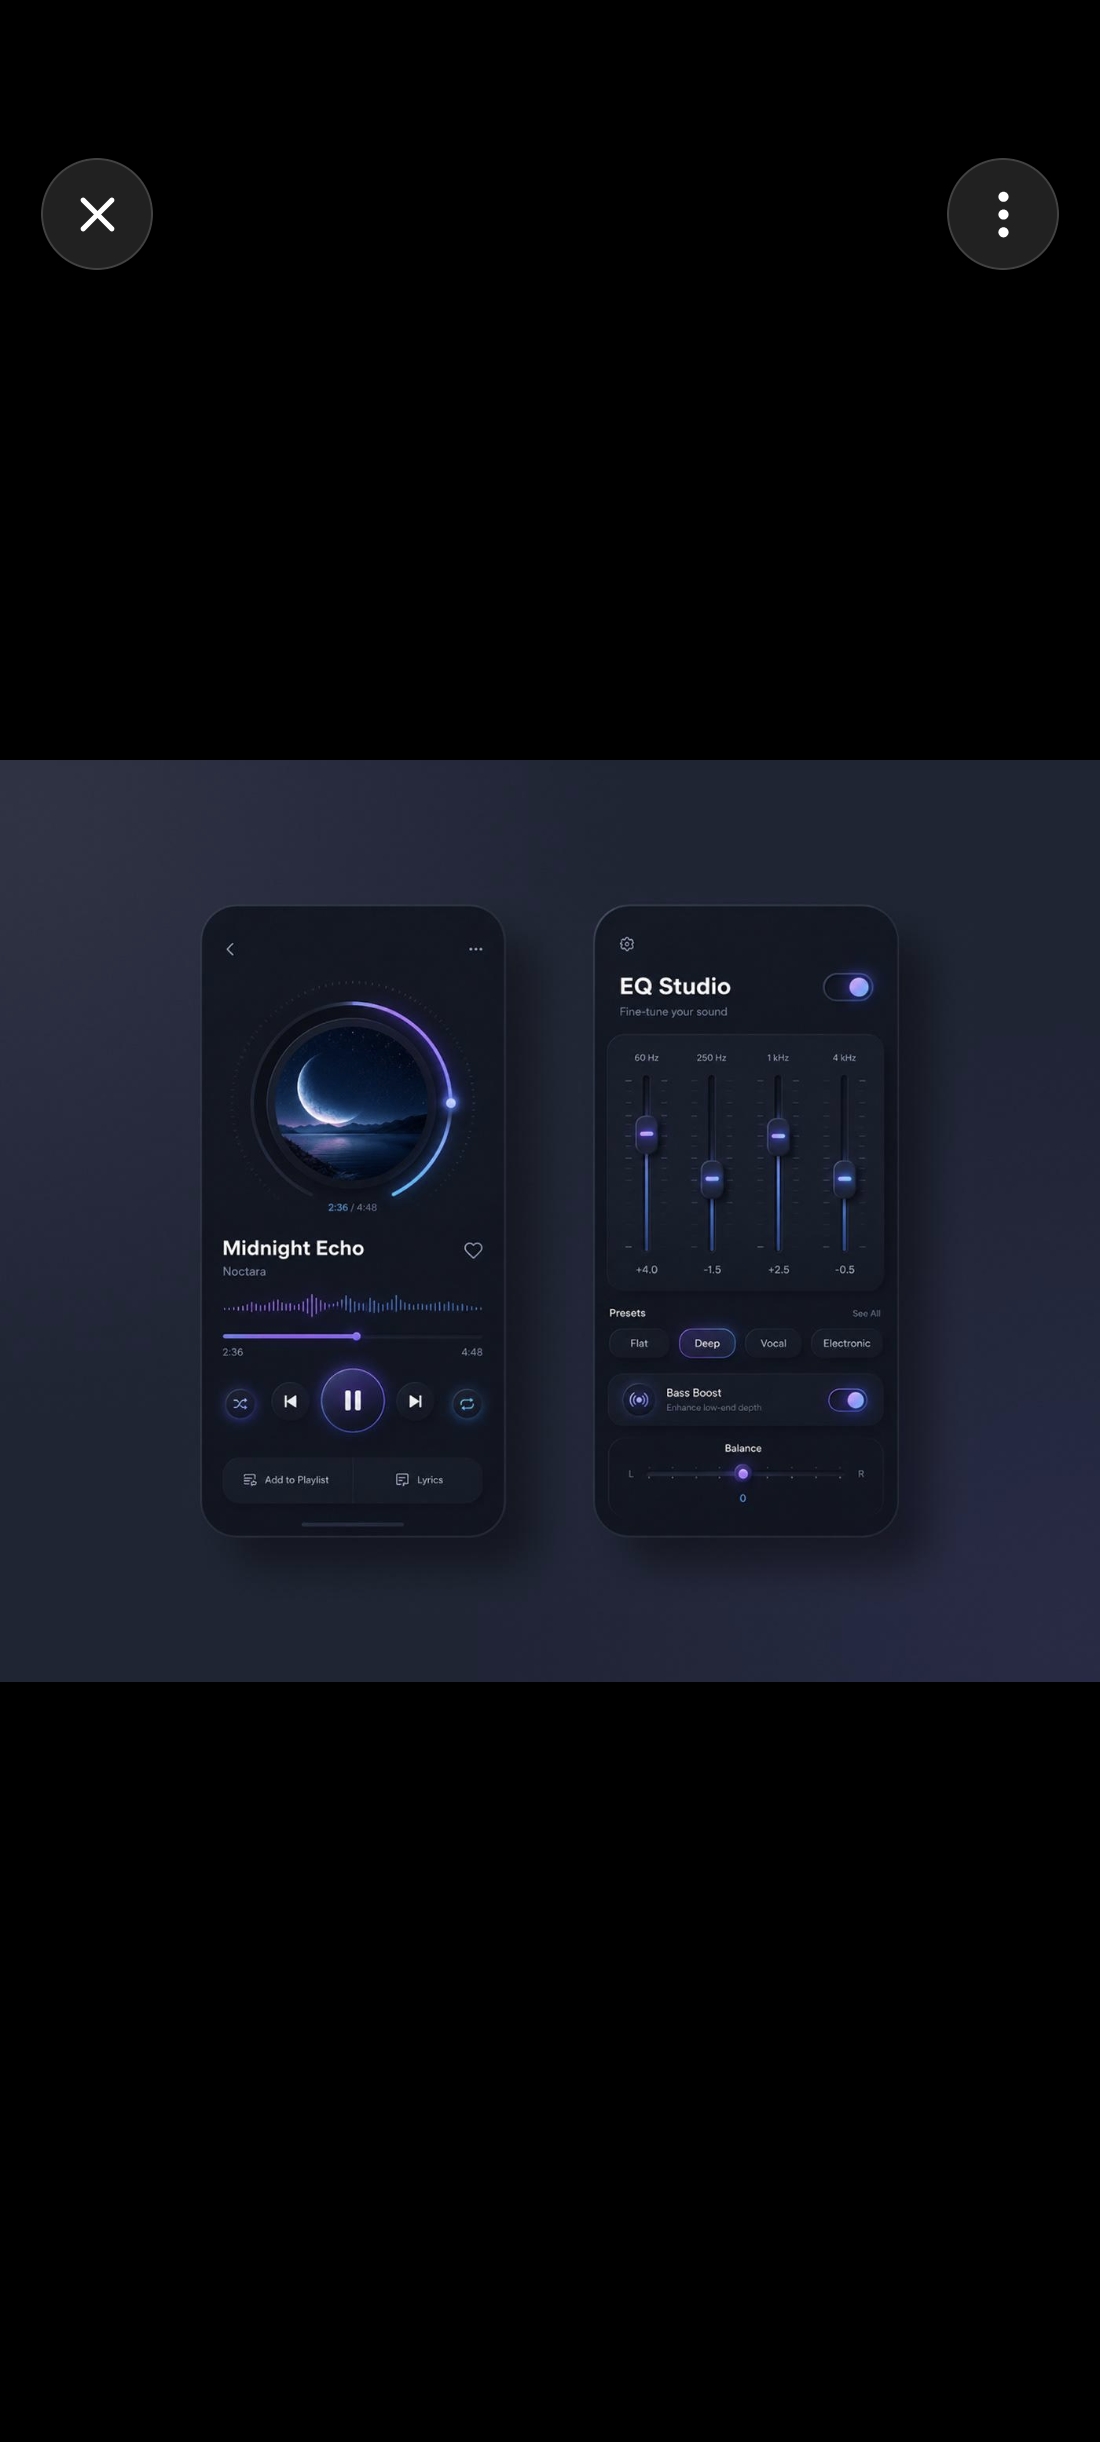 2:36 / 4:48
Midnight Echo
Noctara
2:36 4:48
Add to Playlist Lyrics
EQ Studio
Fine-tune your sound
60 Hz 250 Hz 1 kHz 4 kHz
+4.0 -1.5 +2.5 -0.5
Presets See All
Flat Deep Vocal Electronic
Bass Boost
Enhance low-end depth
Balance
L R
0